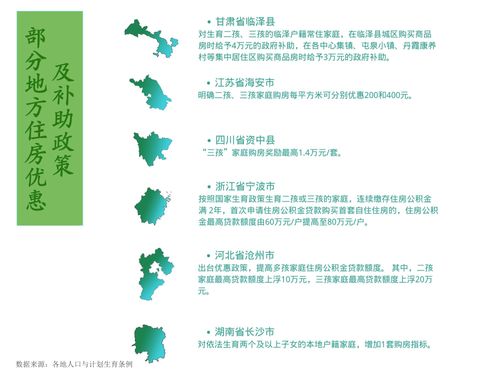 部分地方住房优惠
及补助政策
• 甘肃省临泽县
对生育二孩、三孩的临泽户籍常住家庭，在临泽县城区购买商品
房时给予4万元的政府补助，在各中心集镇、屯泉小镇、丹霞康养
村等集中居住区购买商品房时给予3万元的政府补助。
• 江苏省海安市
明确二孩、三孩家庭购房每平方米可分别优惠200和400元。
• 四川省资中县
“三孩”家庭购房奖励最高1.4万元/套。
• 浙江省宁波市
按照国家生育政策生育二孩或三孩的家庭，连续缴存住房公积金
满 2年，首次申请住房公积金贷款购买首套自住住房的，住房公积
金最高贷款额度由60万元/户提高至80万元/户。
• 河北省沧州市
出台优惠政策，提高多孩家庭住房公积金贷款额度。 其中，二孩
家庭最高贷款额度上浮10万元，三孩家庭最高贷款额度上浮20万
元。
• 湖南省长沙市
对依法生育两个及以上子女的本地户籍家庭，增加1套购房指标。
数据来源：各地人口与计划生育条例